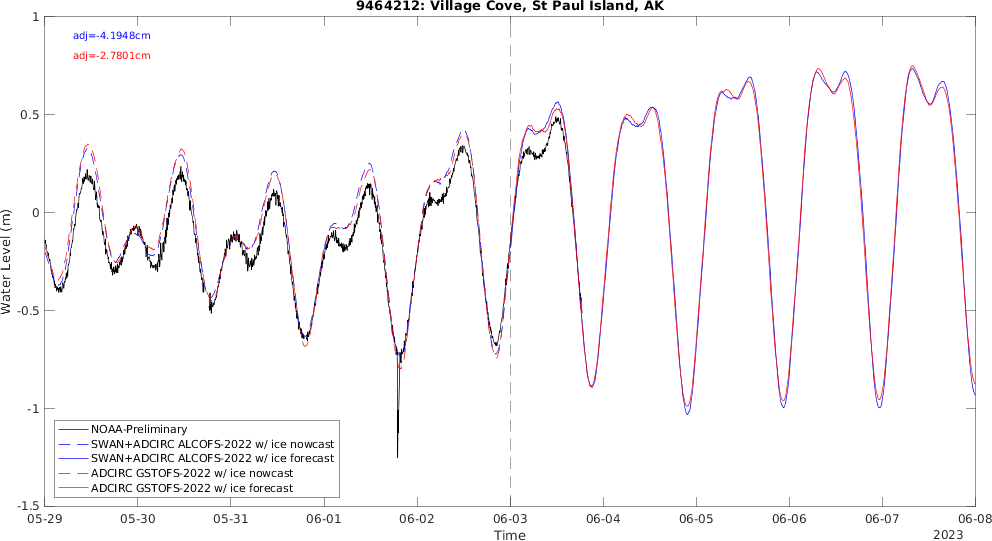 9464212: Village Cove, St Paul Island, AK
adj=-4.1948cm
adj=-2.7801cm
1
0.5
0
-0.5
-1
-1.5
Water Level (m)
NOAA-Preliminary
SWAN+ADCIRC ALCOFS-2022 w/ ice nowcast
SWAN+ADCIRC ALCOFS-2022 w/ ice forecast
ADCIRC GSTOFS-2022 w/ ice nowcast
ADCIRC GSTOFS-2022 w/ ice forecast
05-29 05-30 05-31 06-01 06-02 06-03 06-04 06-05 06-06 06-07 06-08
Time
2023